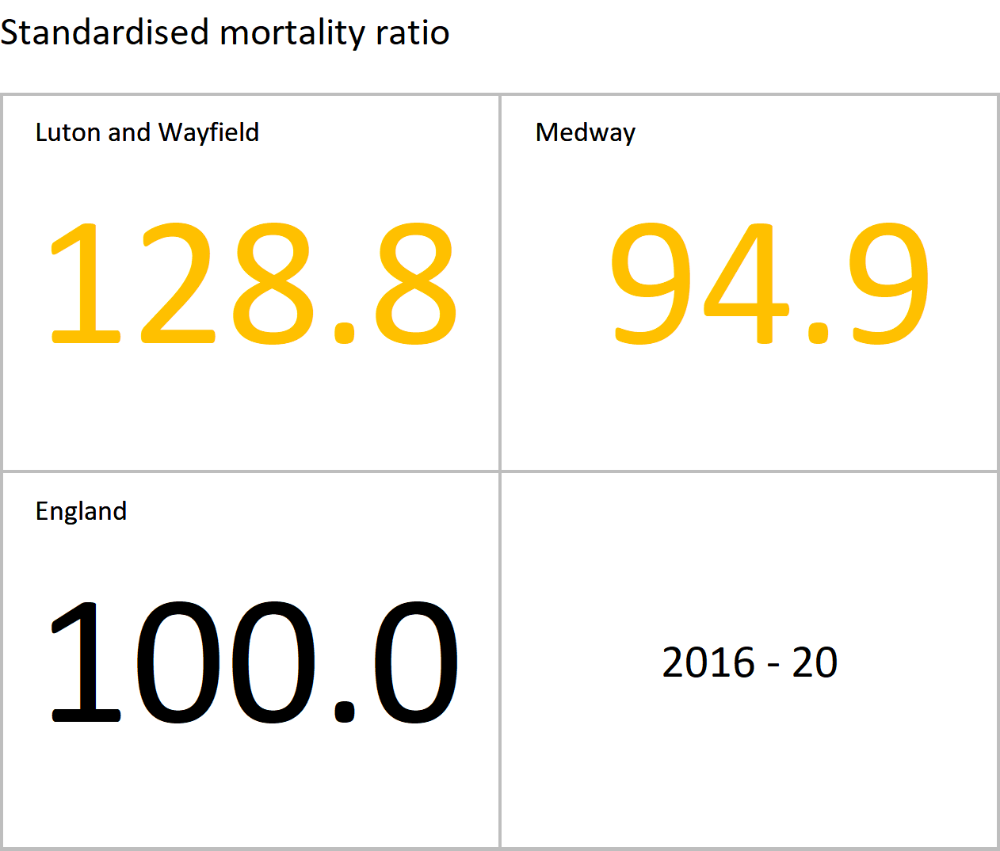 Standardised mortality ratio
Luton and Wayfield
128.8
Medway
94.9
England
100.0
2016 - 20